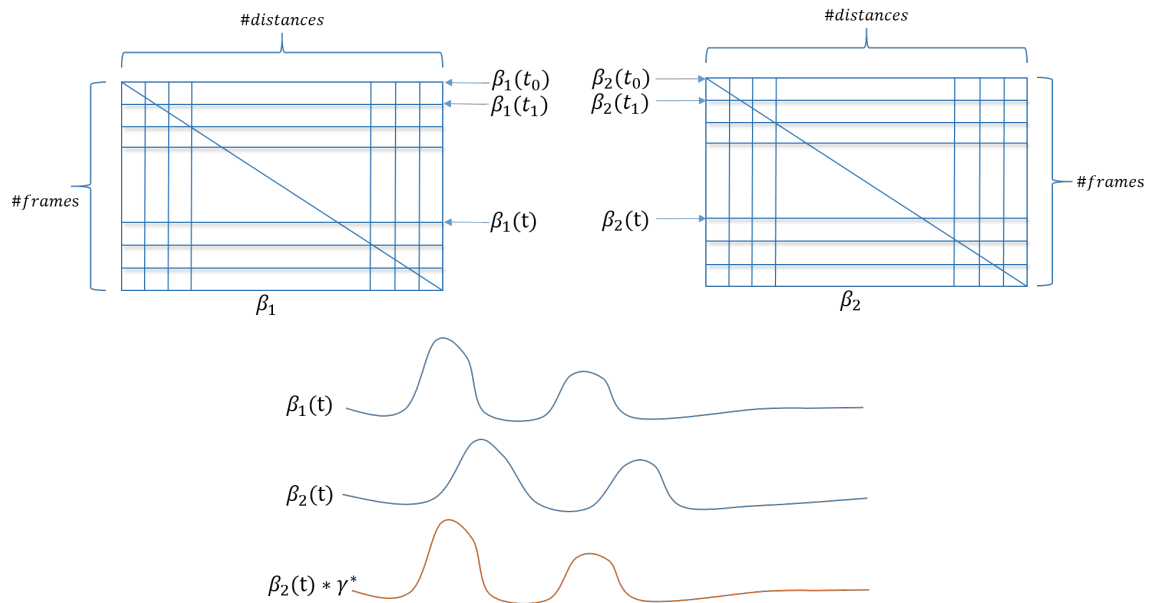 #distances
#distances
β₁(t₀)
β₂(t₀)
β₁(t₁)
β₂(t₁)
#frames
#frames
β₁(t)
β₂(t)
β₁
β₂
β₁(t)
β₂(t)
β₂(t) ∗ γ*